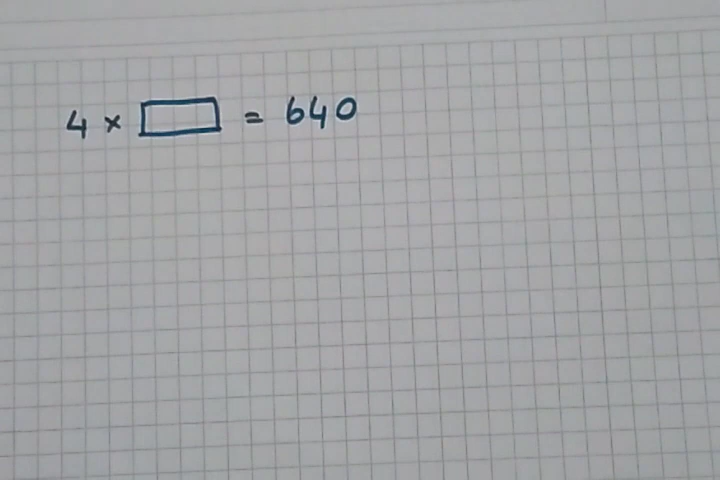 4 × ▭ = 640